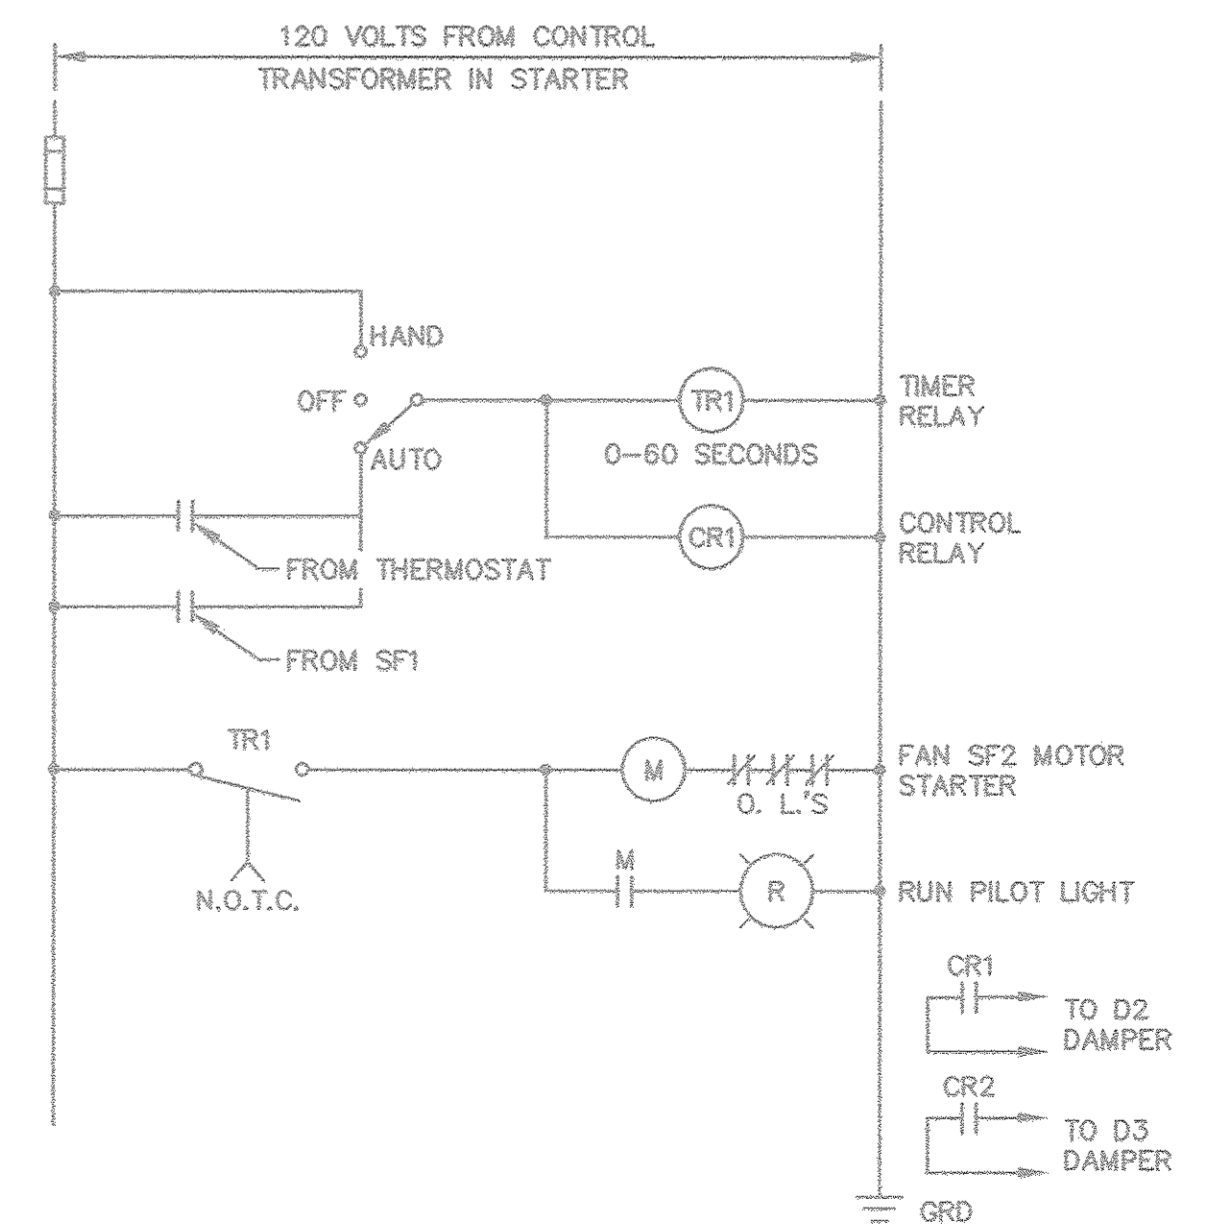 120 VOLTS FROM CONTROL
TRANSFORMER IN STARTER
HAND
OFF
AUTO
TR1
0-60 SECONDS
TIMER
RELAY
CR1
CONTROL
RELAY
FROM THERMOSTAT
FROM SF1
TR1
N.O.T.C.
M
O. L.'S
FAN SF2 MOTOR
STARTER
M
R
RUN PILOT LIGHT
CR1
TO D2
DAMPER
CR2
TO D3
DAMPER
GRD